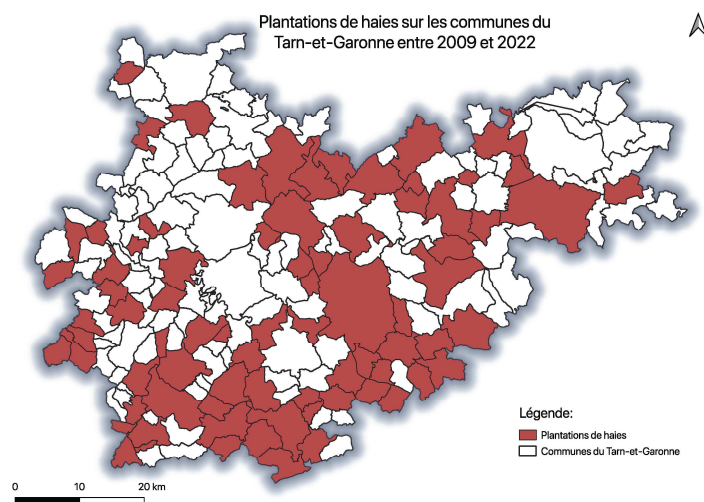 Plantations de haies sur les communes du
Tarn-et-Garonne entre 2009 et 2022
Légende:
Plantations de haies
Communes du Tarn-et-Garonne
0 10 20 km